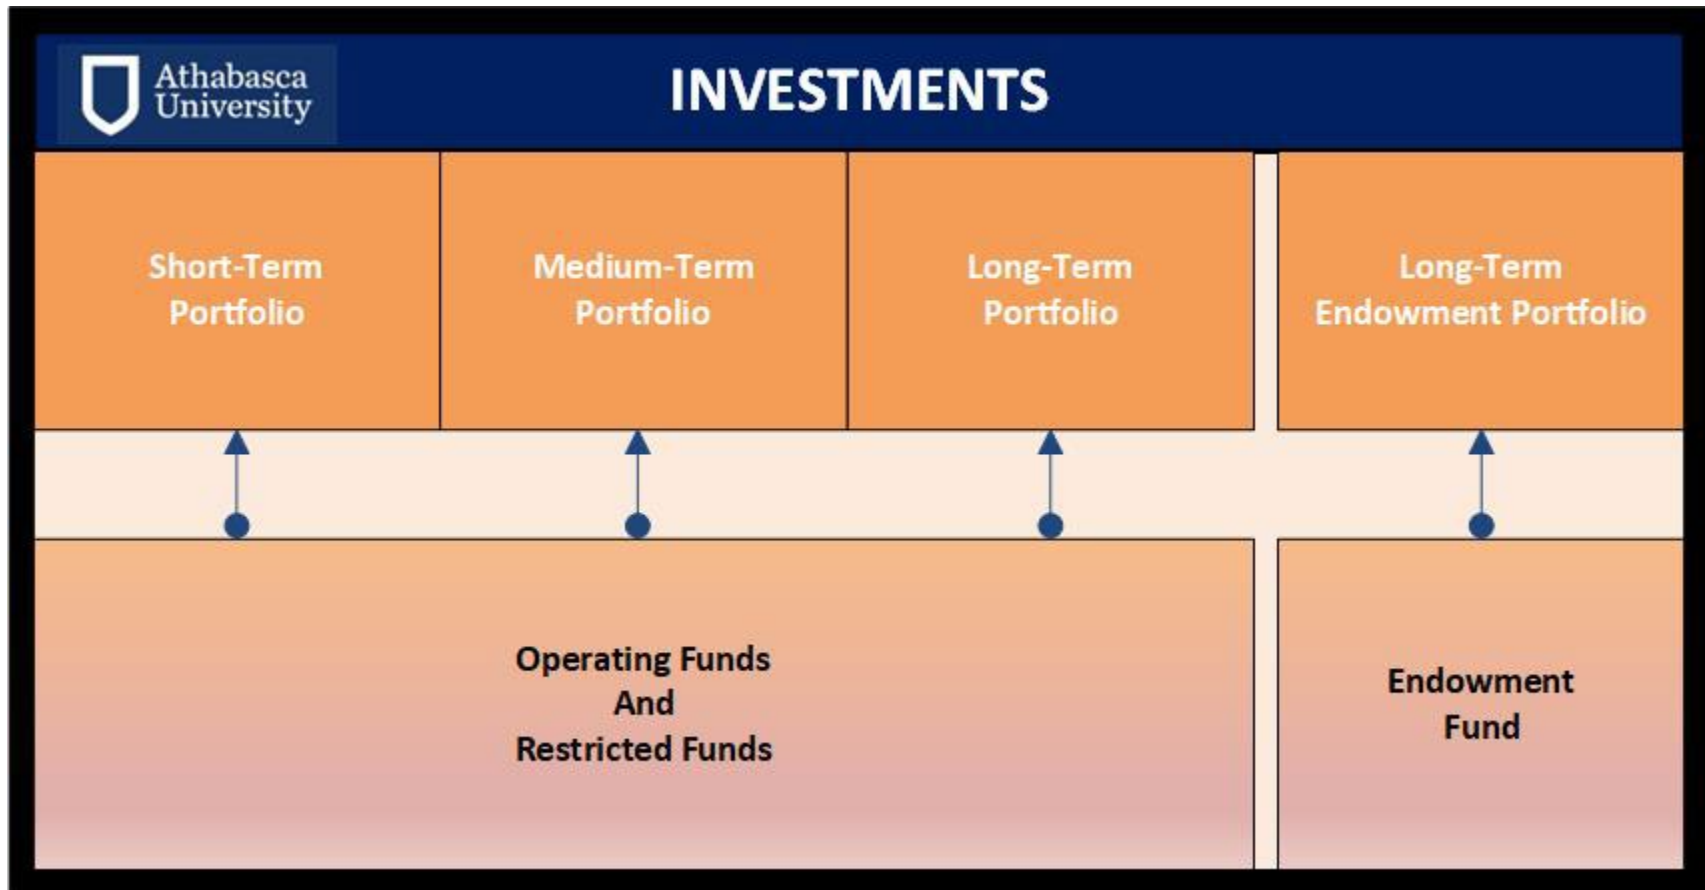 Athabasca
University
INVESTMENTS
Short-Term
Portfolio
Medium-Term
Portfolio
Long-Term
Portfolio
Long-Term
Endowment Portfolio
Operating Funds
And
Restricted Funds
Endowment
Fund